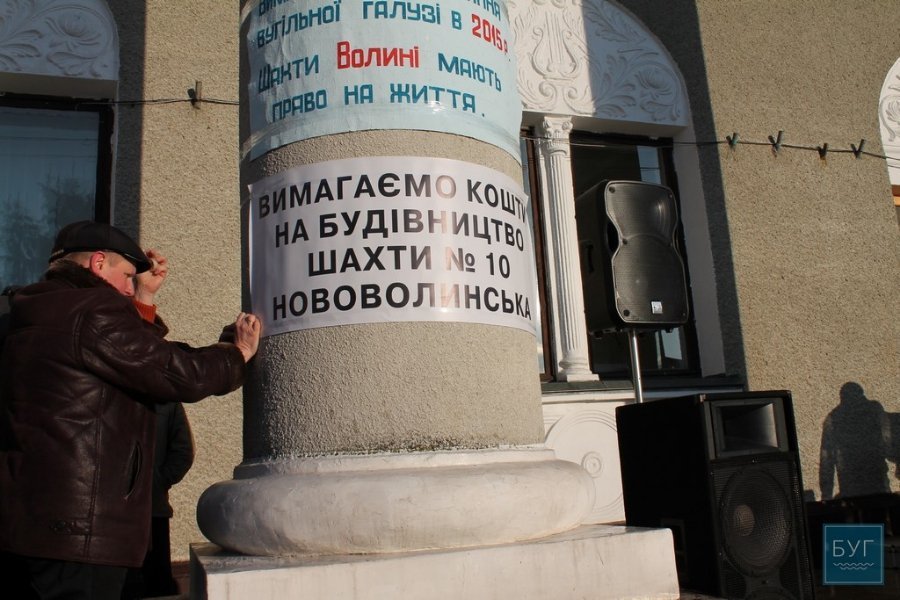 ВУГІЛЬНОЇ ГАЛУЗІ В 2015р.
ШАХТИ ВОЛИНІ МАЮТЬ
ПРАВО НА ЖИТТЯ.
ВИМАГАЄМО КОШТИ
НА БУДІВНИЦТВО
ШАХТИ № 10
НОВОВОЛИНСЬКА
БУГ